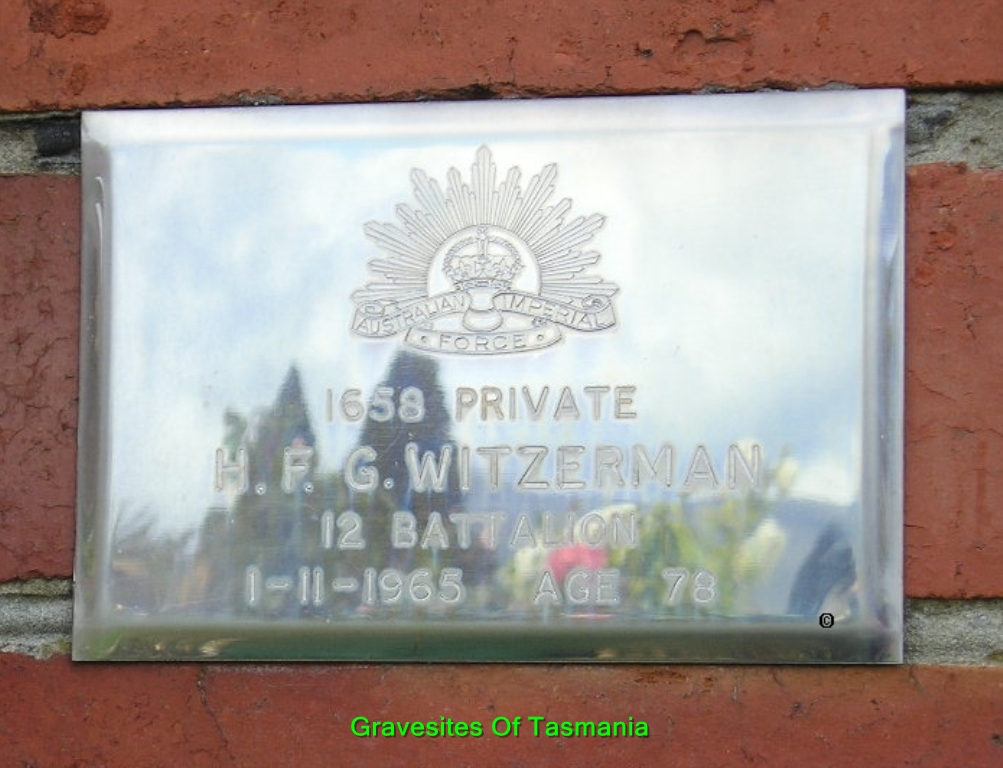 AUSTRALIAN IMPERIAL
FORCE
1658 PRIVATE
H. F. G. WITZERMAN
12 BATTALION
1-11-1965 AGE 78
©
Gravesites Of Tasmania